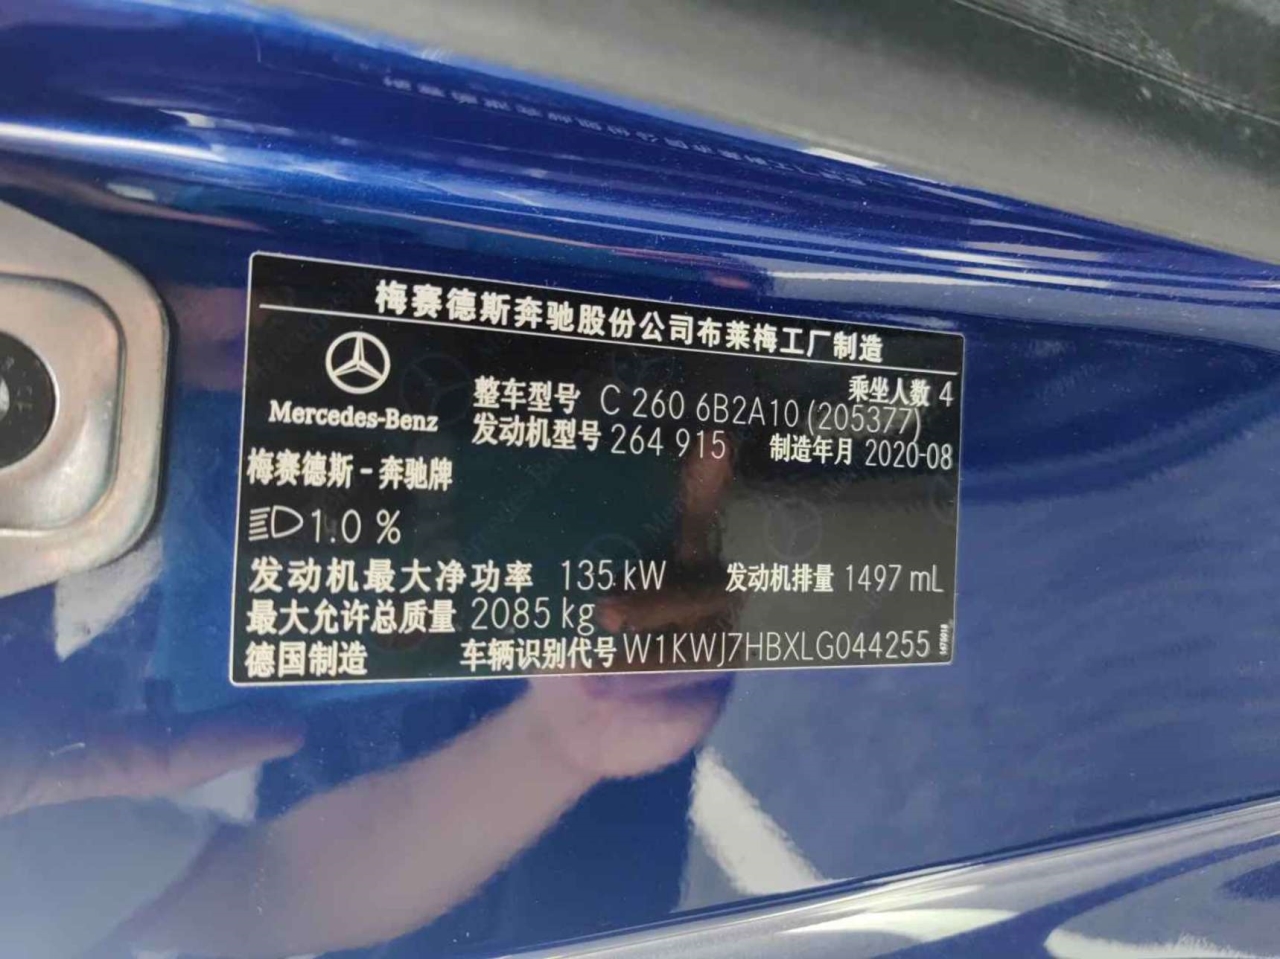 梅赛德斯奔驰股份公司布莱梅工厂制造
Mercedes-Benz
乘坐人数 4
整车型号 C 260 6B2A10 (205377)
发动机型号 264 915 制造年月 2020-08
梅赛德斯-奔驰牌
1.0 %
发动机最大净功率 135 kW 发动机排量 1497 mL
最大允许总质量 2085 kg
德国制造 车辆识别代号 W1KWJ7HBXLG044255